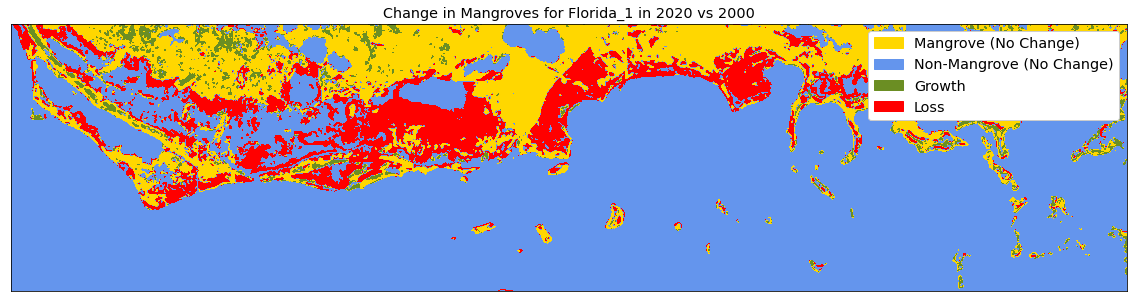 Change in Mangroves for Florida_1 in 2020 vs 2000
Mangrove (No Change)
Non-Mangrove (No Change)
Growth
Loss